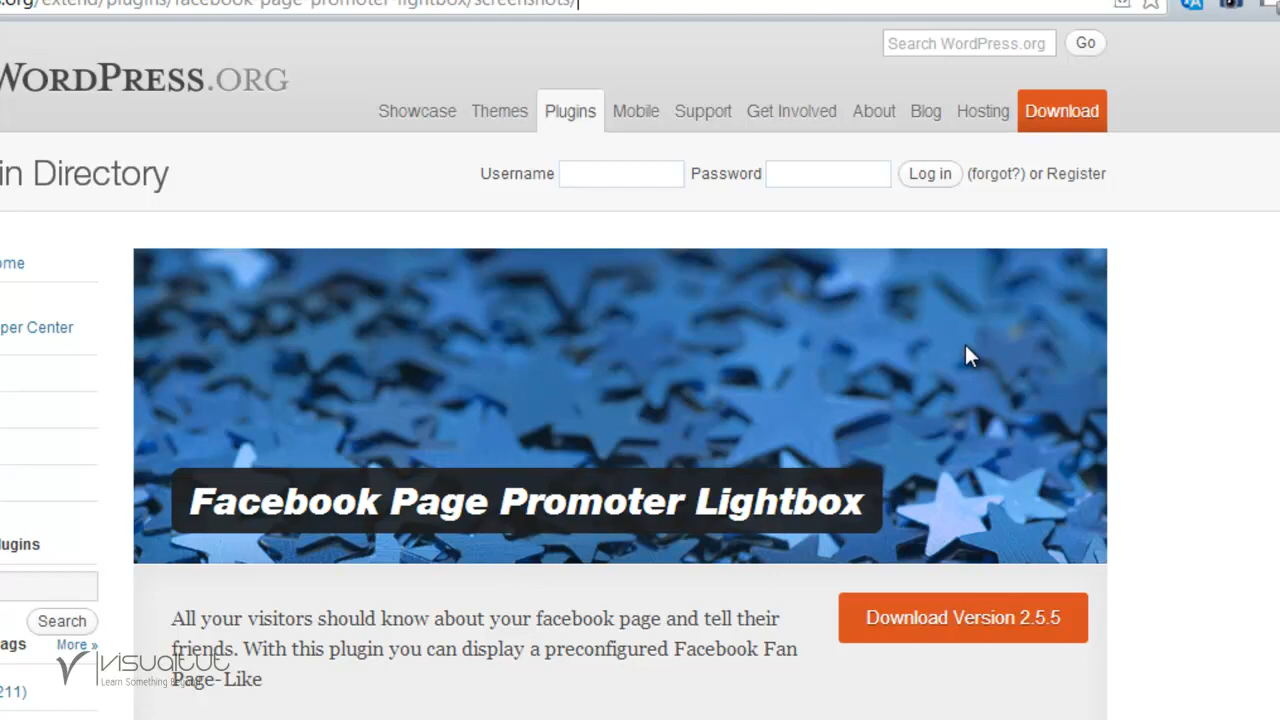 .org/extend/plugins/facebook-page-promoter-lightbox/screenshots/
Search WordPress.org
Go
WORDPRESS.ORG
Showcase Themes Plugins Mobile Support Get Involved About Blog Hosting Download
in Directory
Username Password Log in (forgot?) or Register
ome
per Center
Facebook Page Promoter Lightbox
lugins
Search
ags More »
211)
All your visitors should know about your facebook page and tell their
friends. With this plugin you can display a preconfigured Facebook Fan
Page-Like
Download Version 2.5.5
visualtut
Learn Something Beyond